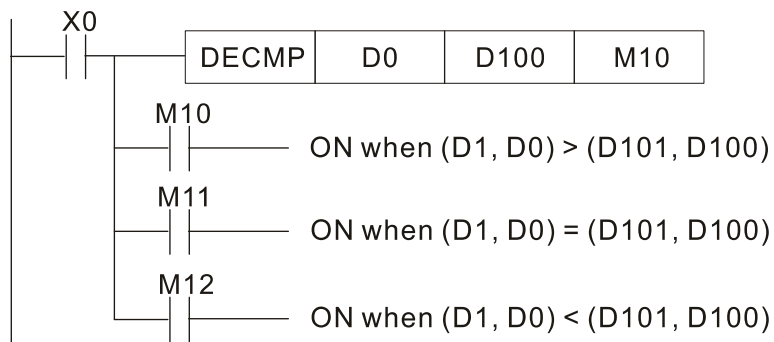 X0
DECMP D0 D100 M10
M10
ON when (D1, D0) > (D101, D100)
M11
ON when (D1, D0) = (D101, D100)
M12
ON when (D1, D0) < (D101, D100)